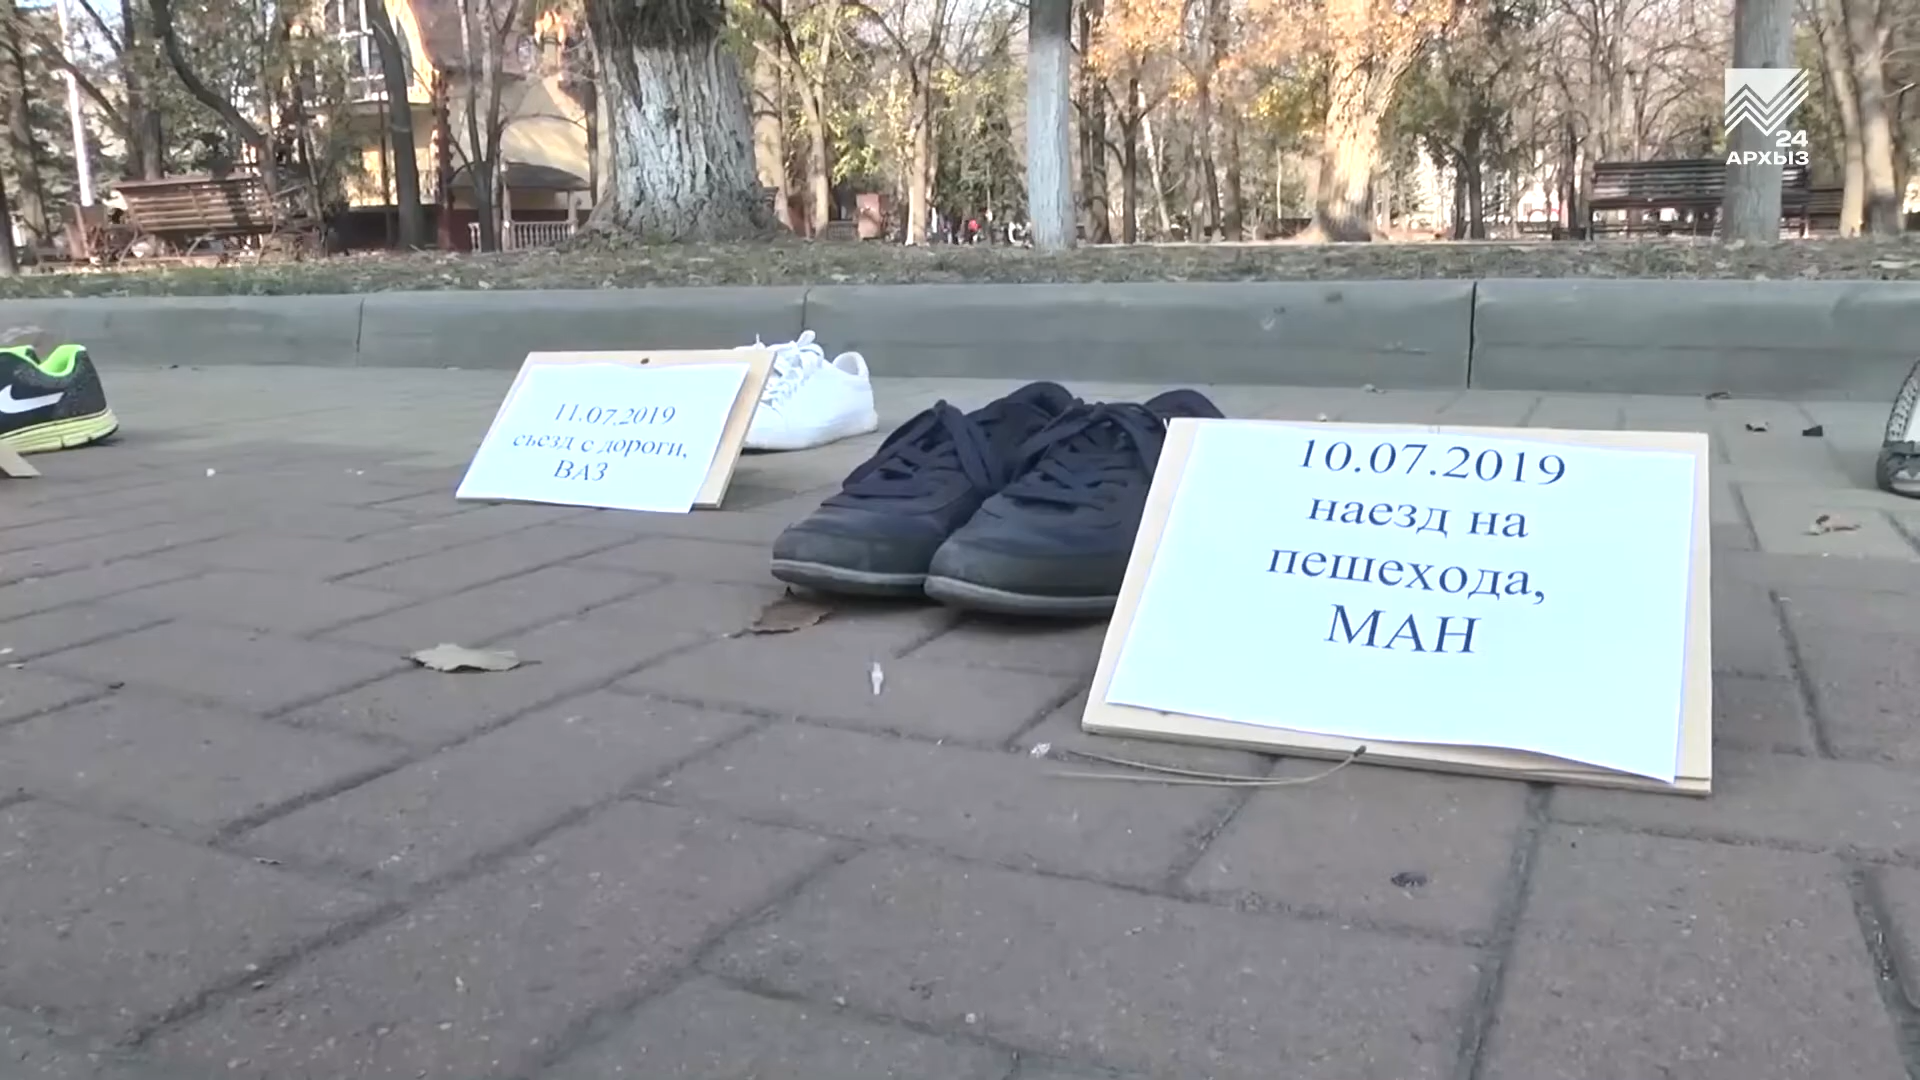 24
АРХЫЗ
11.07.2019
съезд с дороги,
ВАЗ
10.07.2019
наезд на
пешехода,
МАН